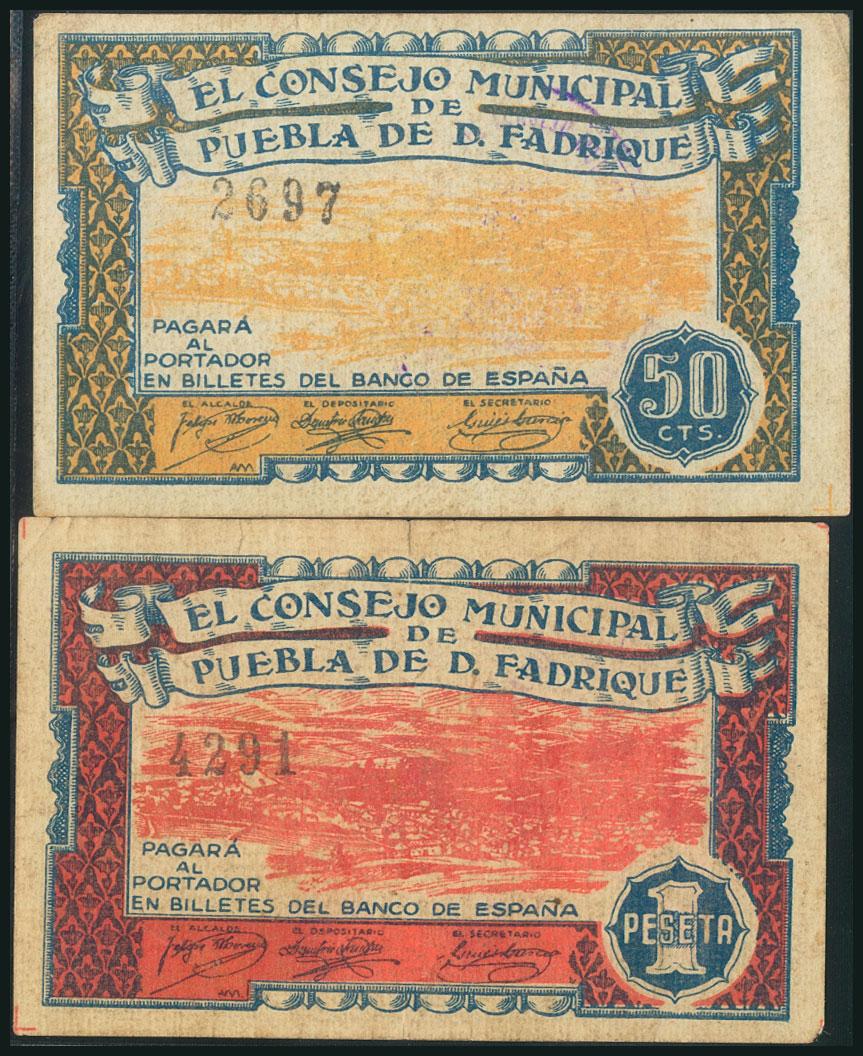 EL CONSEJO MUNICIPAL
DE
PUEBLA DE D. FADRIQUE
2697
PAGARÁ
AL
PORTADOR
EN BILLETES DEL BANCO DE ESPAÑA
50
CTS.
EL ALCALDE EL DEPOSITARIO EL SECRETARIO
AM
EL CONSEJO MUNICIPAL
DE
PUEBLA DE D. FADRIQUE
4291
PAGARÁ
AL
PORTADOR
EN BILLETES DEL BANCO DE ESPAÑA
1
PESETA
EL ALCALDE EL DEPOSITARIO EL SECRETARIO
AM